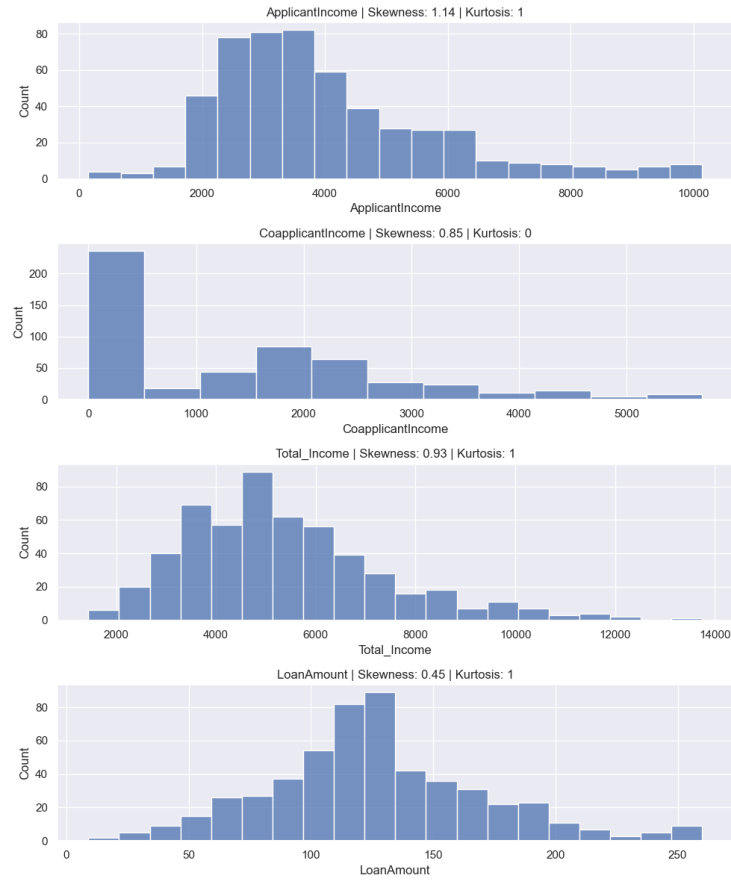 ApplicantIncome | Skewness: 1.14 | Kurtosis: 1
80
60
40
20
0
Count
0 2000 4000 6000 8000 10000
ApplicantIncome
CoapplicantIncome | Skewness: 0.85 | Kurtosis: 0
200
150
100
50
0
Count
0 1000 2000 3000 4000 5000
CoapplicantIncome
Total_Income | Skewness: 0.93 | Kurtosis: 1
80
60
40
20
0
Count
2000 4000 6000 8000 10000 12000 14000
Total_Income
LoanAmount | Skewness: 0.45 | Kurtosis: 1
80
60
40
20
0
Count
0 50 100 150 200 250
LoanAmount